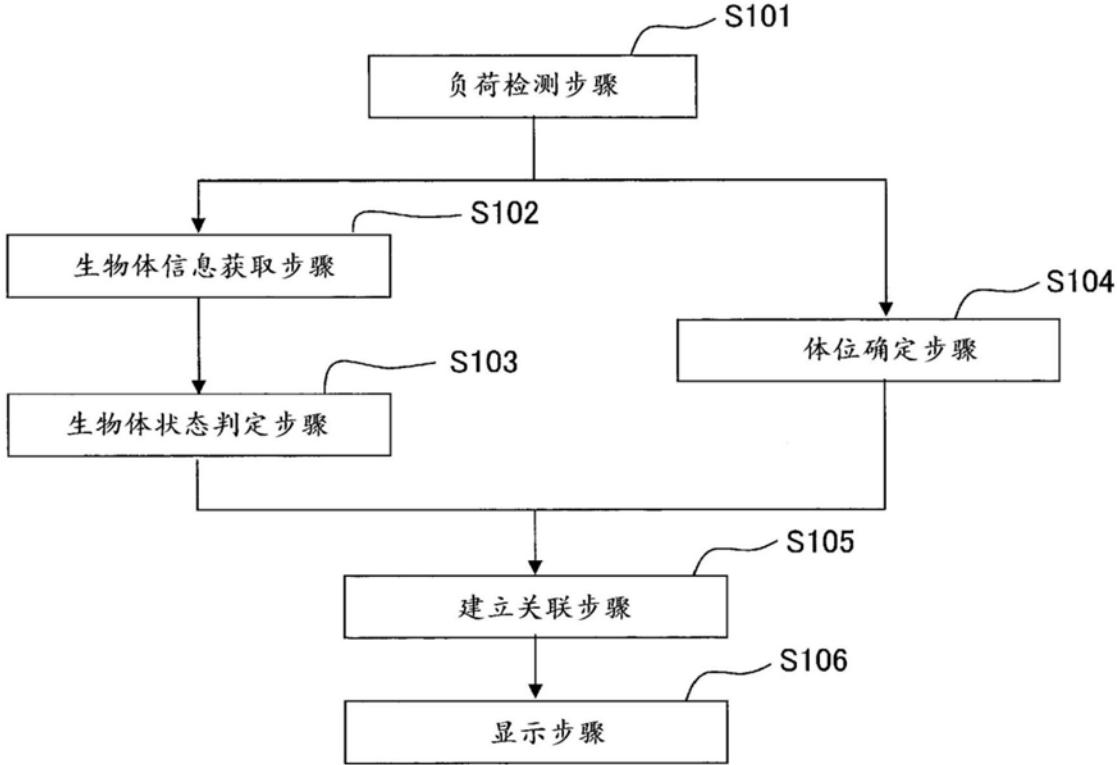 S101
负荷检测步骤
S102
生物体信息获取步骤
S104
体位确定步骤
S103
生物体状态判定步骤
S105
建立关联步骤
S106
显示步骤